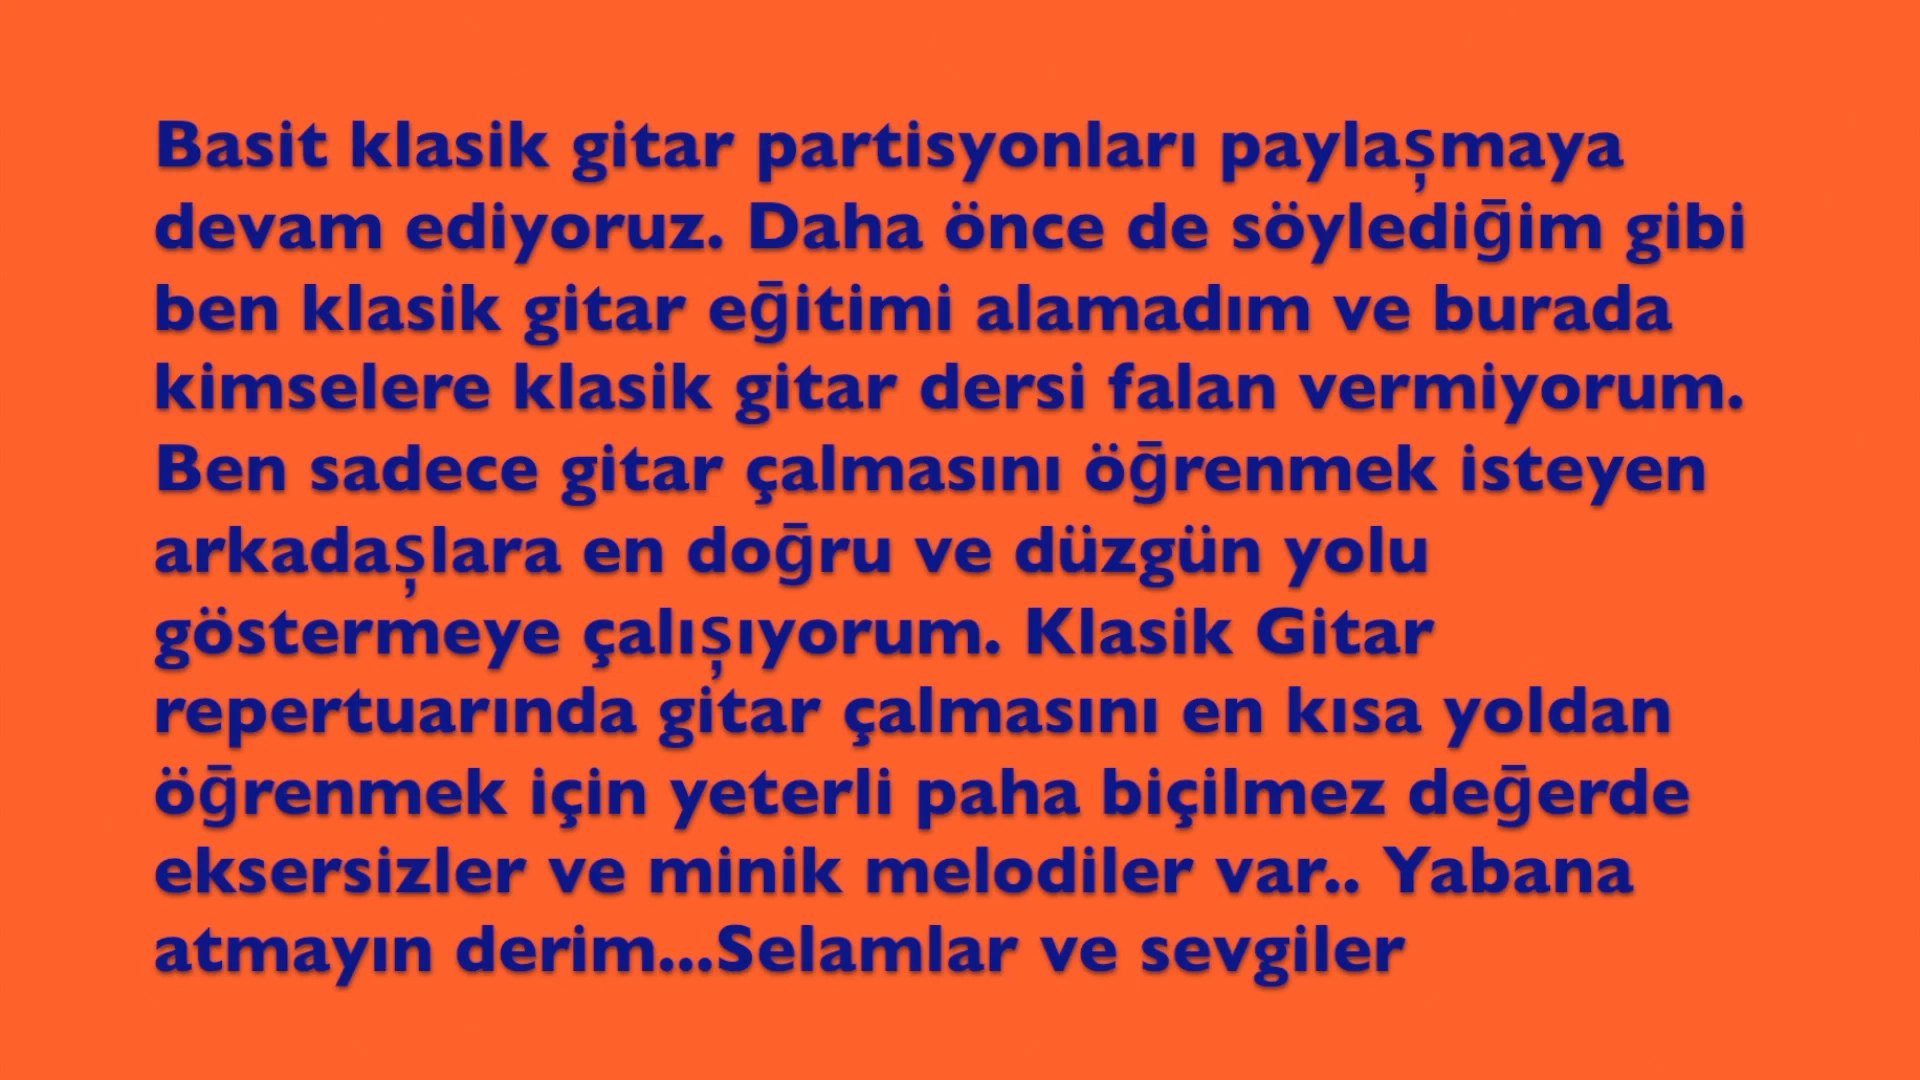 Basit klasik gitar partisyonları paylaşmaya
devam ediyoruz. Daha önce de söylediğim gibi
ben klasik gitar eğitimi alamadım ve burada
kimselere klasik gitar dersi falan vermiyorum.
Ben sadece gitar çalmasını öğrenmek isteyen
arkadaşlara en doğru ve düzgün yolu
göstermeye çalışıyorum. Klasik Gitar
repertuarında gitar çalmasını en kısa yoldan
öğrenmek için yeterli paha biçilmez değerde
eksersizler ve minik melodiler var.. Yabana
atmayın derim...Selamlar ve sevgiler